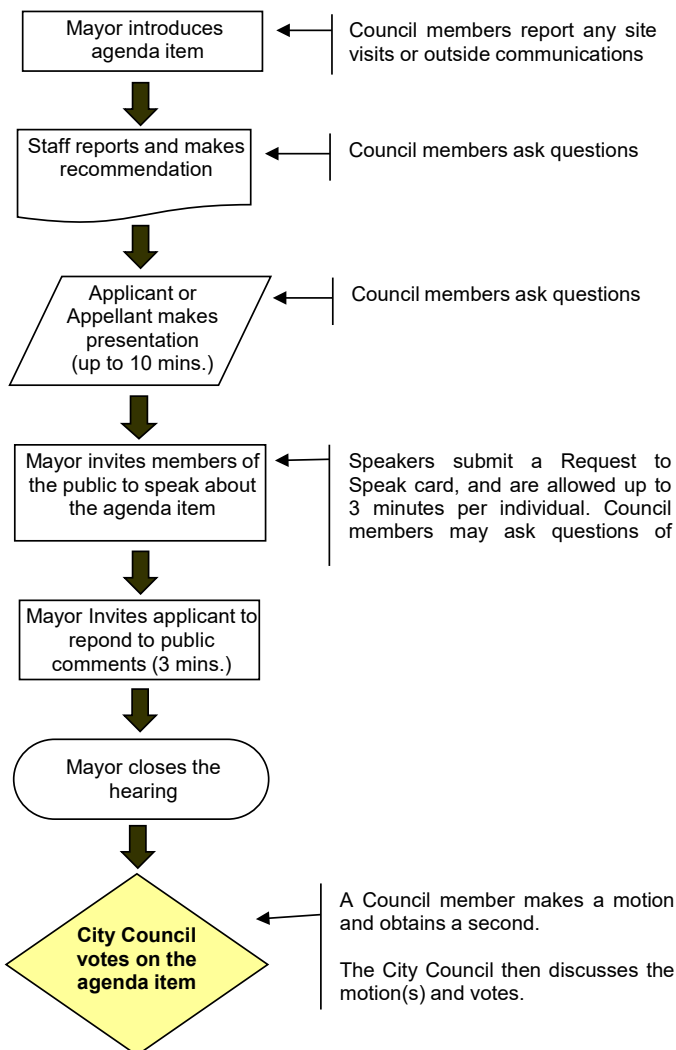 Mayor introduces
agenda item
Council members report any site
visits or outside communications
Staff reports and makes
recommendation
Council members ask questions
Applicant or
Appellant makes
presentation
(up to 10 mins.)
Council members ask questions
Mayor invites members of
the public to speak about
the agenda item
Speakers submit a Request to
Speak card, and are allowed up to
3 minutes per individual. Council
members may ask questions of
Mayor Invites applicant to
repond to public
comments (3 mins.)
Mayor closes the
hearing
City Council
votes on the
agenda item
A Council member makes a motion
and obtains a second.
The City Council then discusses the
motion(s) and votes.